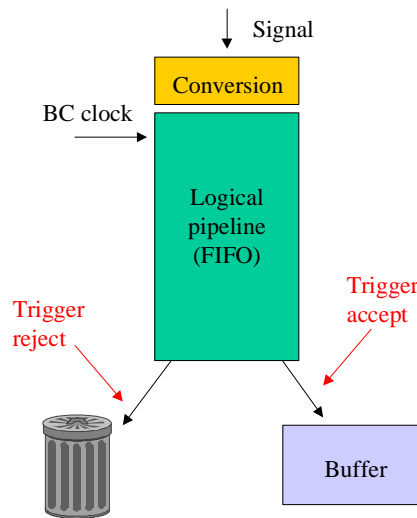 Signal
Conversion
BC clock
Logical
pipeline
(FIFO)
Trigger
reject
Trigger
accept
Buffer